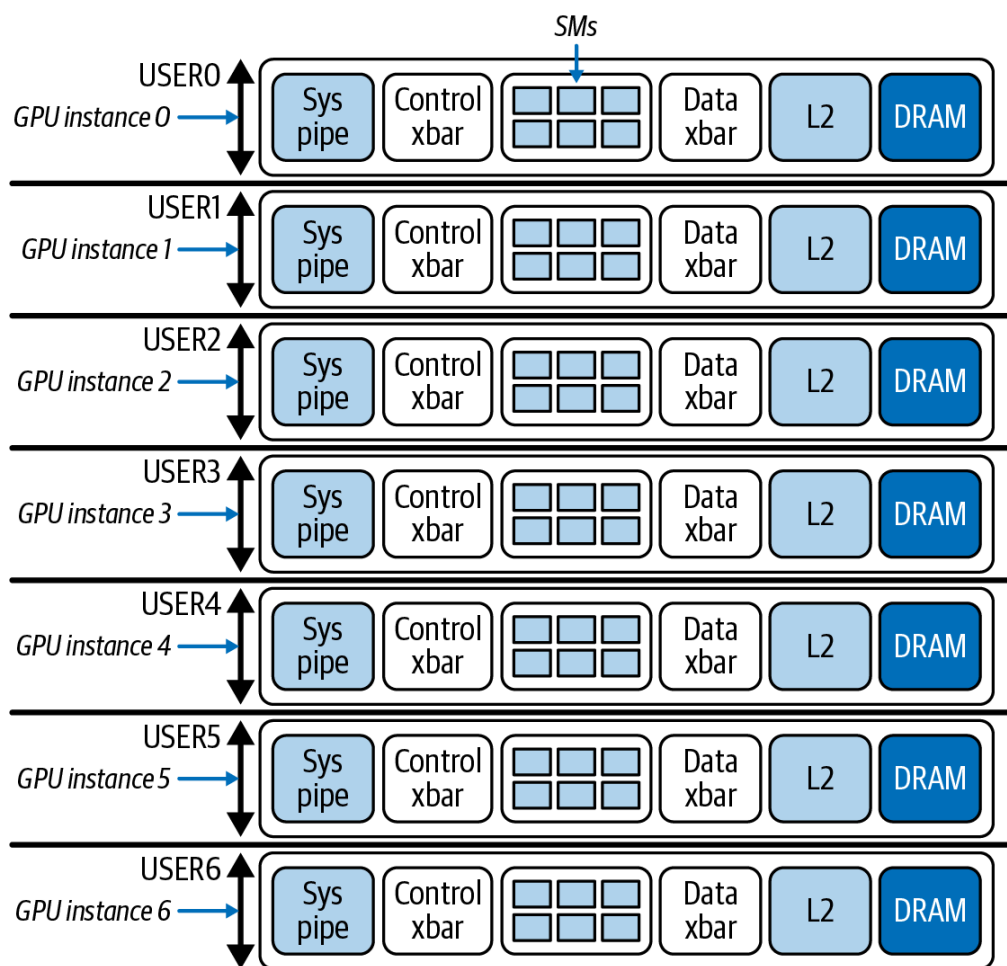 SMs
USER0
GPU instance 0
Sys
pipe
Control
xbar
Data
xbar
L2
DRAM
USER1
GPU instance 1
Sys
pipe
Control
xbar
Data
xbar
L2
DRAM
USER2
GPU instance 2
Sys
pipe
Control
xbar
Data
xbar
L2
DRAM
USER3
GPU instance 3
Sys
pipe
Control
xbar
Data
xbar
L2
DRAM
USER4
GPU instance 4
Sys
pipe
Control
xbar
Data
xbar
L2
DRAM
USER5
GPU instance 5
Sys
pipe
Control
xbar
Data
xbar
L2
DRAM
USER6
GPU instance 6
Sys
pipe
Control
xbar
Data
xbar
L2
DRAM